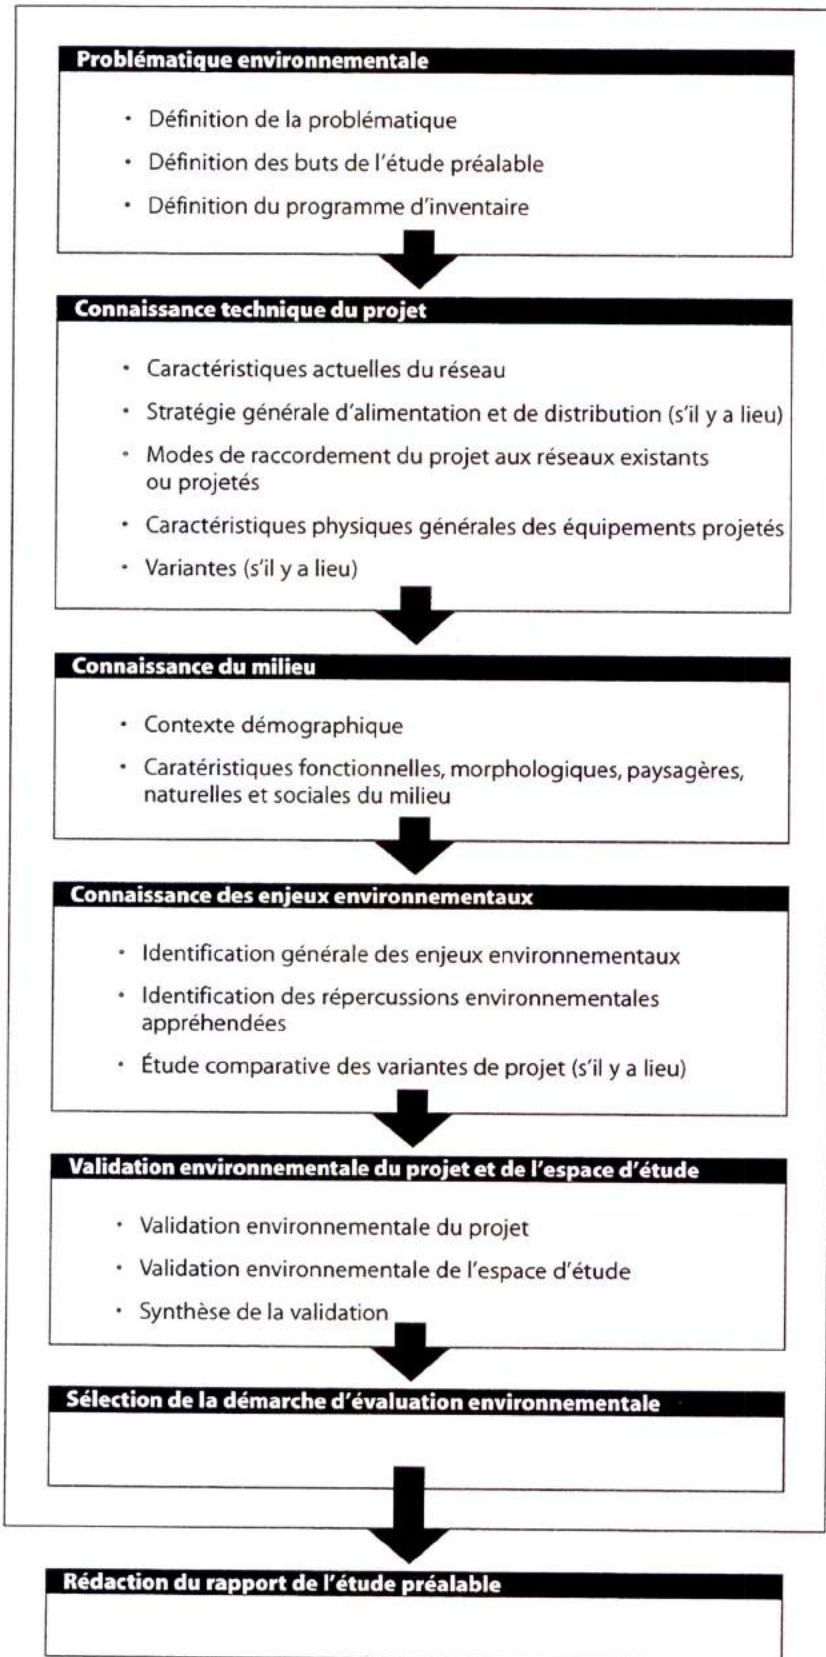 Problématique environnementale
• Définition de la problématique
• Définition des buts de l'étude préalable
• Définition du programme d'inventaire
Connaissance technique du projet
• Caractéristiques actuelles du réseau
• Stratégie générale d'alimentation et de distribution (s'il y a lieu)
• Modes de raccordement du projet aux réseaux existants
ou projetés
• Caractéristiques physiques générales des équipements projetés
• Variantes (s'il y a lieu)
Connaissance du milieu
• Contexte démographique
• Caratéristiques fonctionnelles, morphologiques, paysagères,
naturelles et sociales du milieu
Connaissance des enjeux environnementaux
• Identification générale des enjeux environnementaux
• Identification des répercussions environnementales
appréhendées
• Étude comparative des variantes de projet (s'il y a lieu)
Validation environnementale du projet et de l'espace d'étude
• Validation environnementale du projet
• Validation environnementale de l'espace d'étude
• Synthèse de la validation
Sélection de la démarche d'évaluation environnementale
Rédaction du rapport de l'étude préalable